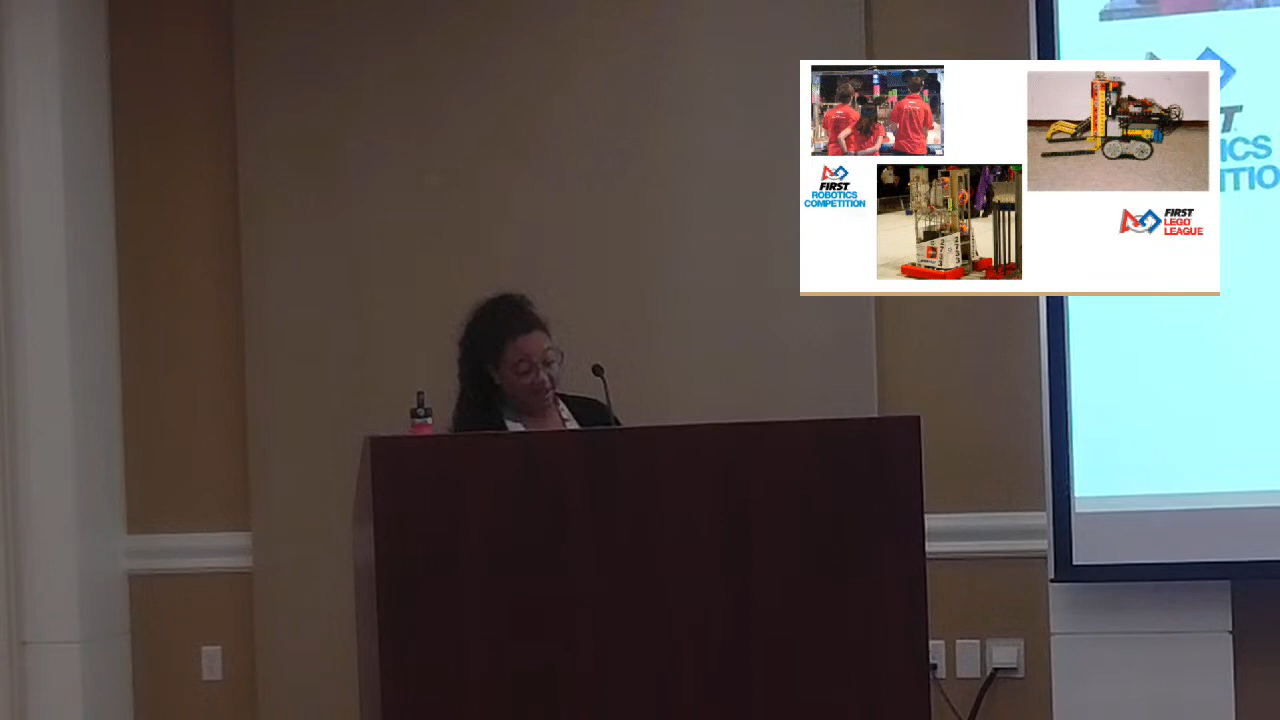 FIRST
ROBOTICS
COMPETITION
FIRST
LEGO
LEAGUE